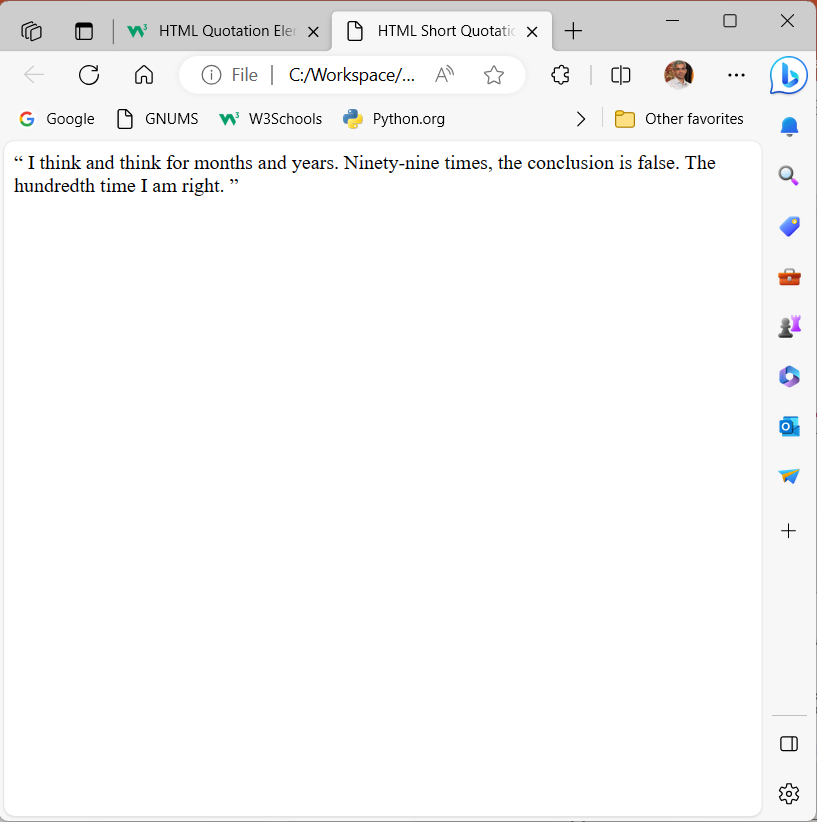 HTML Quotation Ele
HTML Short Quotatic
File
C:/Workspace/...
Google
GNUMS
W3Schools
Python.org
Other favorites
“ I think and think for months and years. Ninety-nine times, the conclusion is false. The
hundredth time I am right. ”